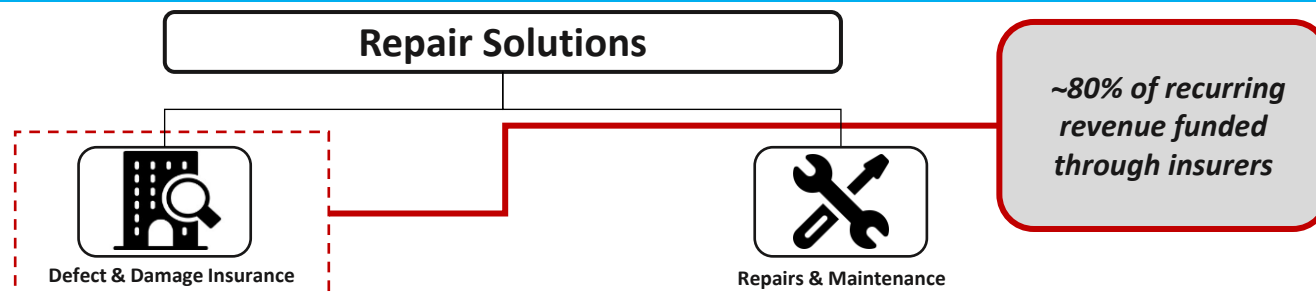 Repair Solutions
~80% of recurring
revenue funded
through insurers
Defect & Damage Insurance
Repairs & Maintenance